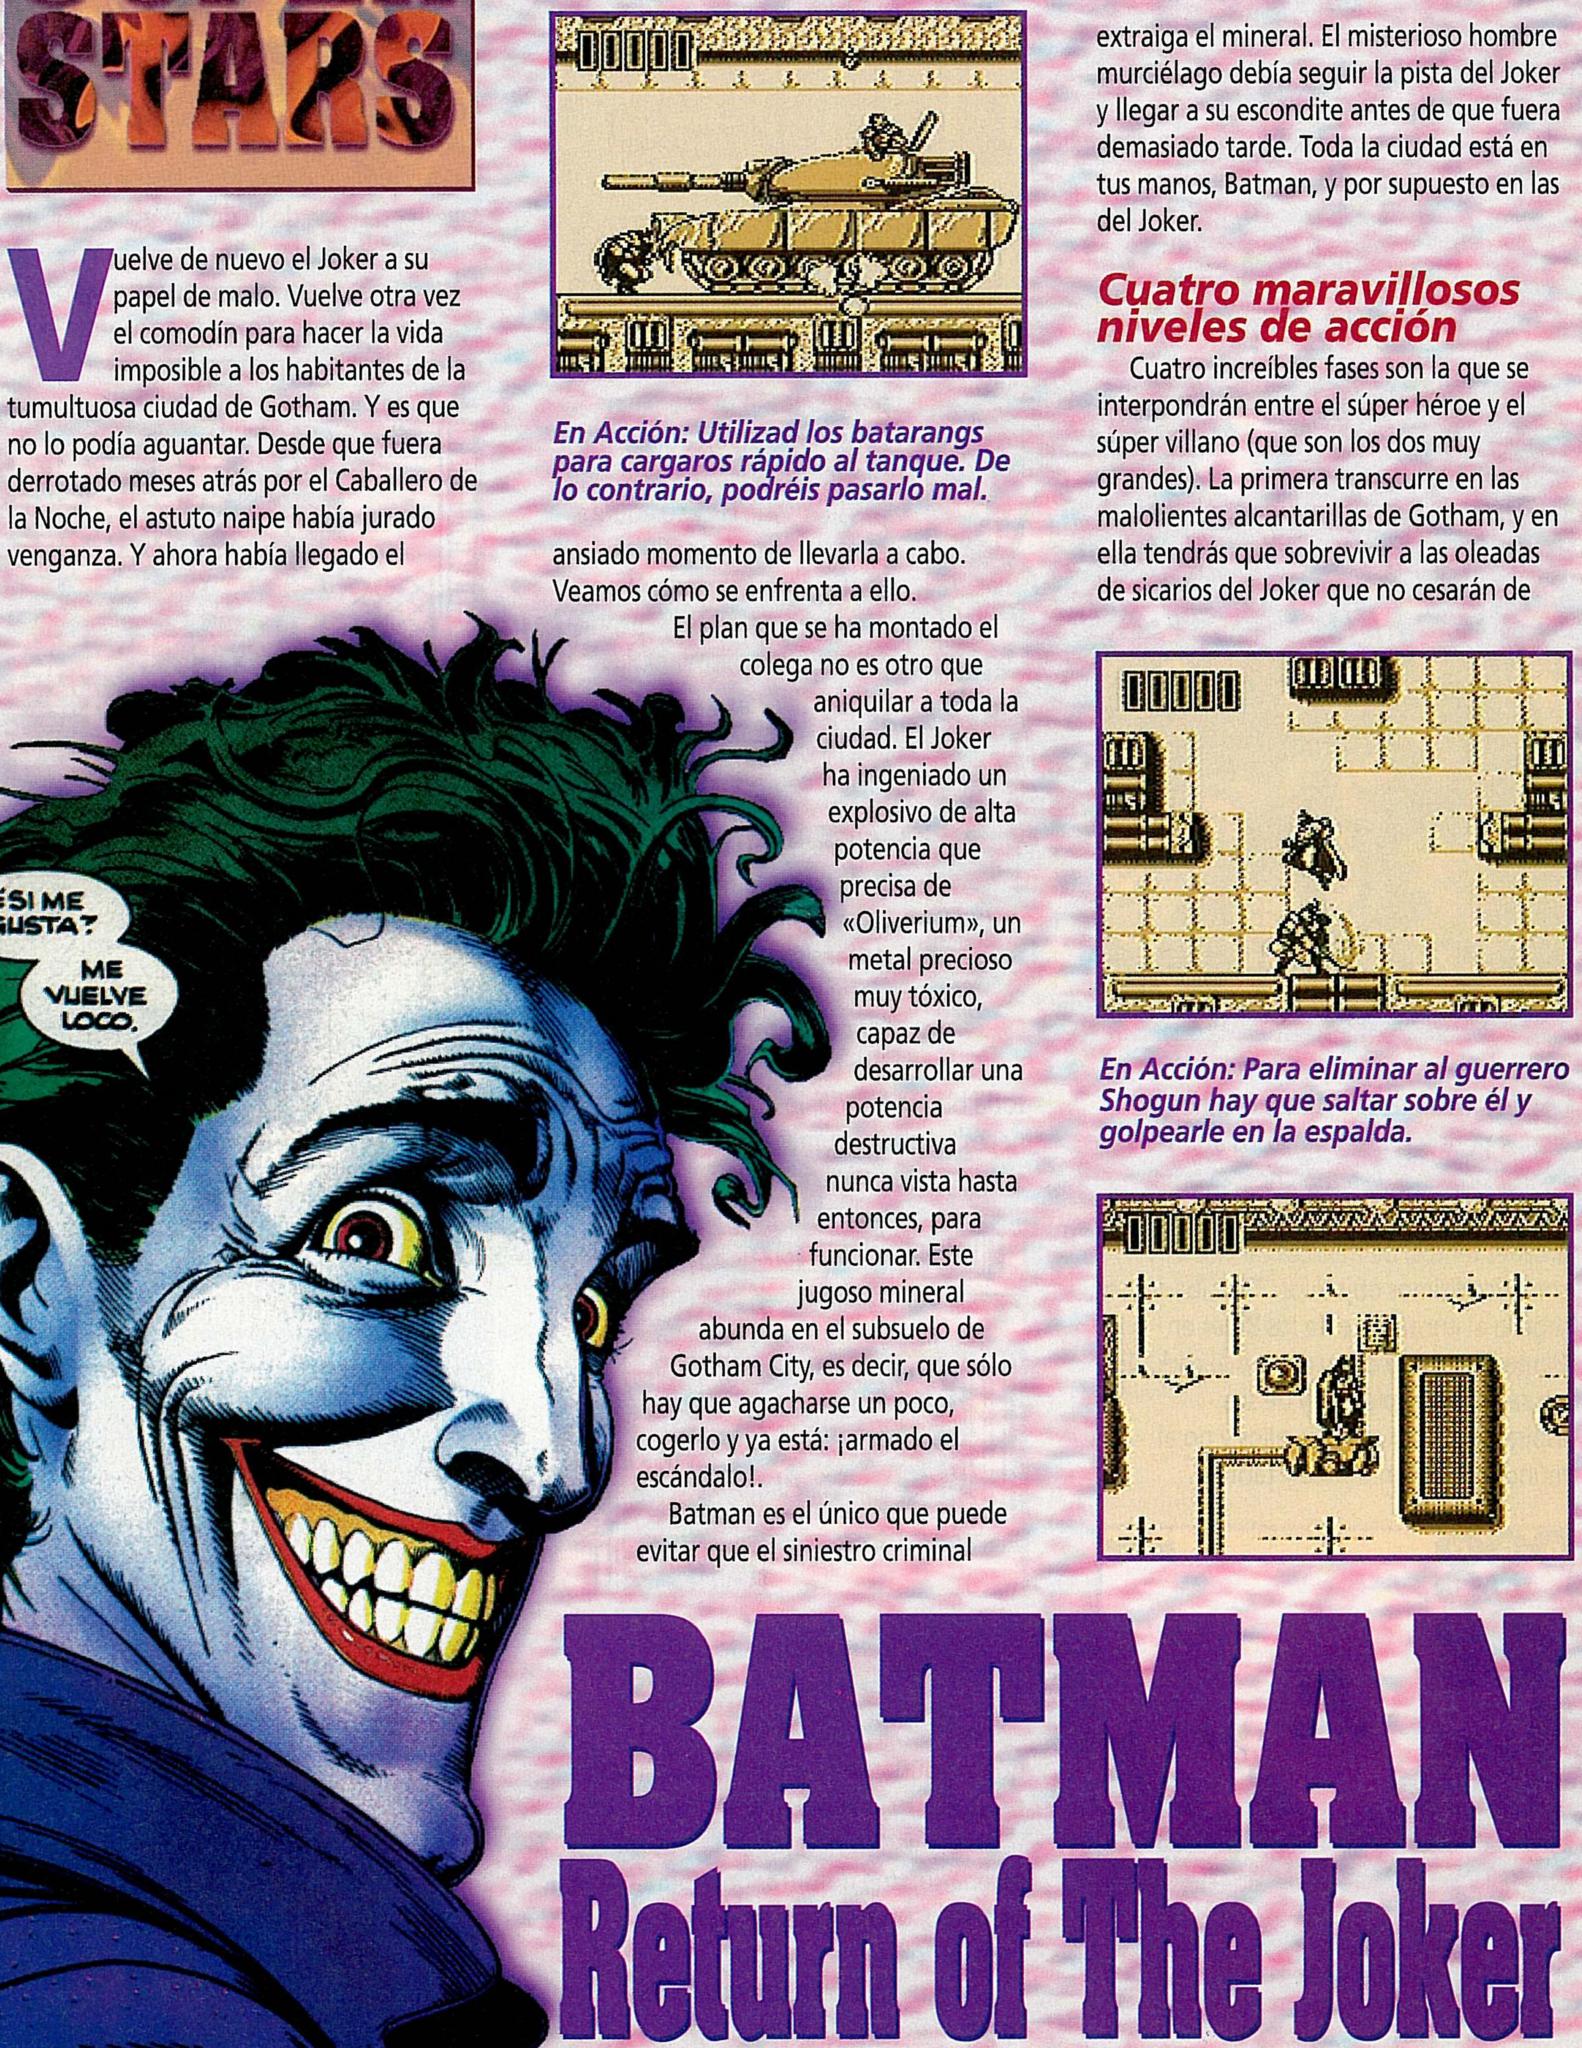 STARS
Vuelve de nuevo el Joker a su
papel de malo. Vuelve otra vez
el comodín para hacer la vida
imposible a los habitantes de la
tumultuosa ciudad de Gotham. Y es que
no lo podía aguantar. Desde que fuera
derrotado meses atrás por el Caballero de
la Noche, el astuto naipe había jurado
venganza. Y ahora había llegado el
En Acción: Utilizad los batarangs
para cargaros rápido al tanque. De
lo contrario, podréis pasarlo mal.
ansiado momento de llevarla a cabo.
Veamos cómo se enfrenta a ello.
El plan que se ha montado el
colega no es otro que
aniquilar a toda la
ciudad. El Joker
ha ingeniado un
explosivo de alta
potencia que
precisa de
«Oliverium», un
metal precioso
muy tóxico,
capaz de
desarrollar una
potencia
destructiva
nunca vista hasta
entonces, para
funcionar. Este
jugoso mineral
abunda en el subsuelo de
Gotham City, es decir, que sólo
hay que agacharse un poco,
cogerlo y ya está: ¡armado el
escándalo!.
Batman es el único que puede
evitar que el siniestro criminal
extraiga el mineral. El misterioso hombre
murciélago debía seguir la pista del Joker
y llegar a su escondite antes de que fuera
demasiado tarde. Toda la ciudad está en
tus manos, Batman, y por supuesto en las
del Joker.
Cuatro maravillosos
niveles de acción
Cuatro increíbles fases son la que se
interpondrán entre el súper héroe y el
súper villano (que son los dos muy
grandes). La primera transcurre en las
malolientes alcantarillas de Gotham, y en
ella tendrás que sobrevivir a las oleadas
de sicarios del Joker que no cesarán de
En Acción: Para eliminar al guerrero
Shogun hay que saltar sobre él y
golpearle en la espalda.
SI ME
GUSTA?
ME
VUELVE
LOCO.
BATMAN
Return of The Joker